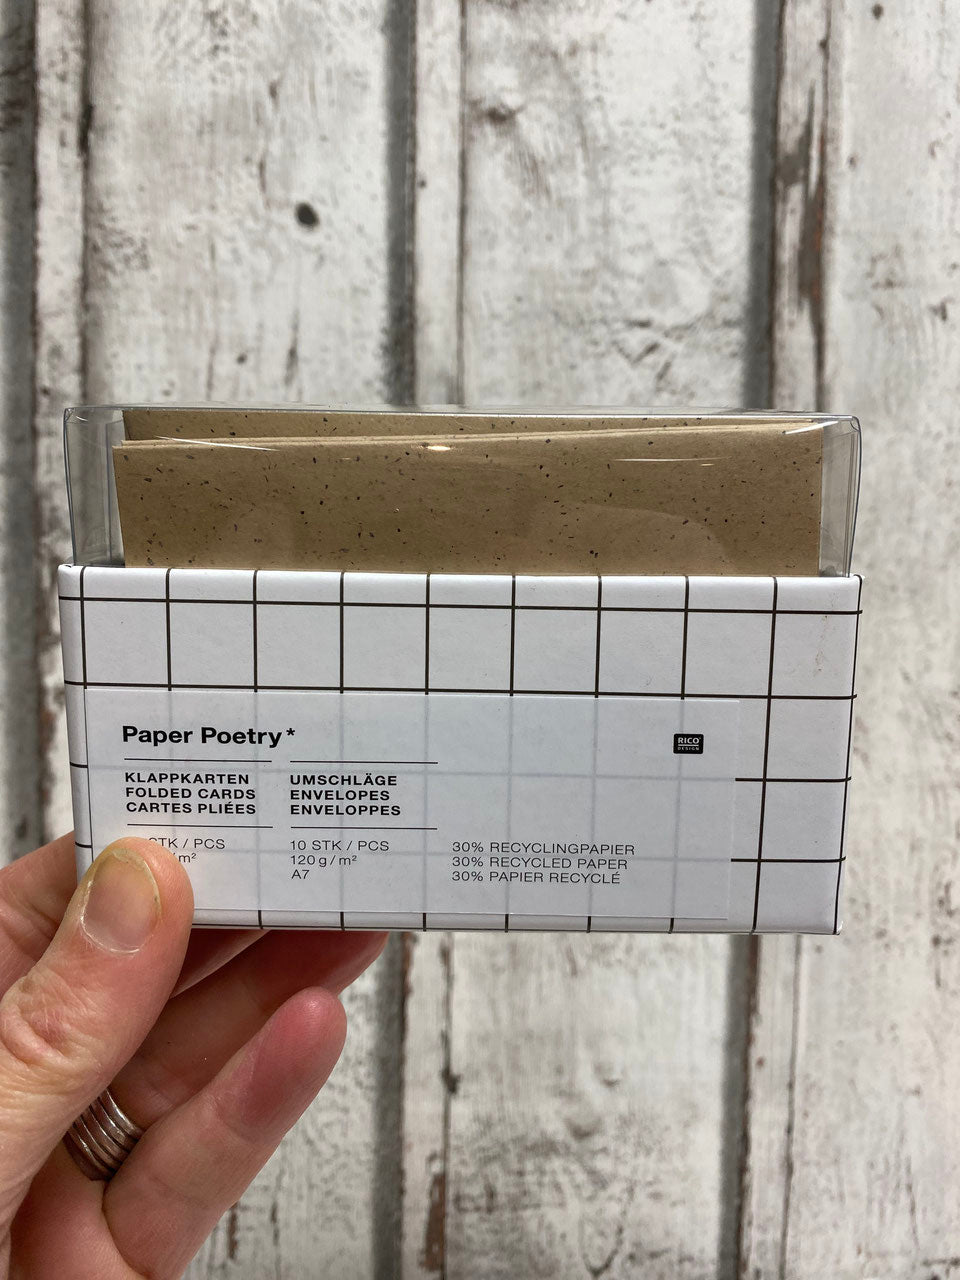 Paper Poetry*
RICO
DESIGN
KLAPPKARTEN
FOLDED CARDS
CARTES PLIÉES
UMSCHLÄGE
ENVELOPES
ENVELOPPES
STK / PCS
/m²
10 STK / PCS
120 g/m²
A7
30% RECYCLINGPAPIER
30% RECYCLED PAPER
30% PAPIER RECYCLÉ